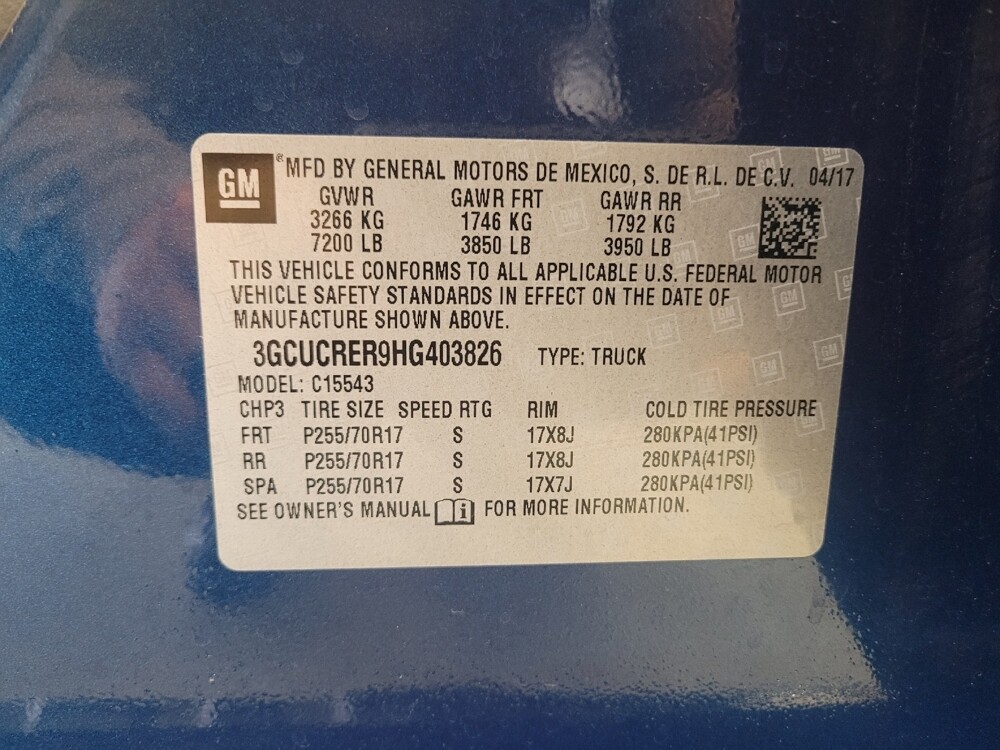 GM ® MFD BY GENERAL MOTORS DE MEXICO, S. DE R.L. DE C.V. 04/17
GVWR GAWR FRT GAWR RR
3266 KG 1746 KG 1792 KG
7200 LB 3850 LB 3950 LB
THIS VEHICLE CONFORMS TO ALL APPLICABLE U.S. FEDERAL MOTOR
VEHICLE SAFETY STANDARDS IN EFFECT ON THE DATE OF
MANUFACTURE SHOWN ABOVE.
3GCUCRER9HG403826 TYPE: TRUCK
MODEL: C15543
CHP3 TIRE SIZE SPEED RTG RIM COLD TIRE PRESSURE
FRT P255/70R17 S 17X8J 280KPA(41PSI)
RR P255/70R17 S 17X8J 280KPA(41PSI)
SPA P255/70R17 S 17X7J 280KPA(41PSI)
SEE OWNER'S MANUAL i FOR MORE INFORMATION.